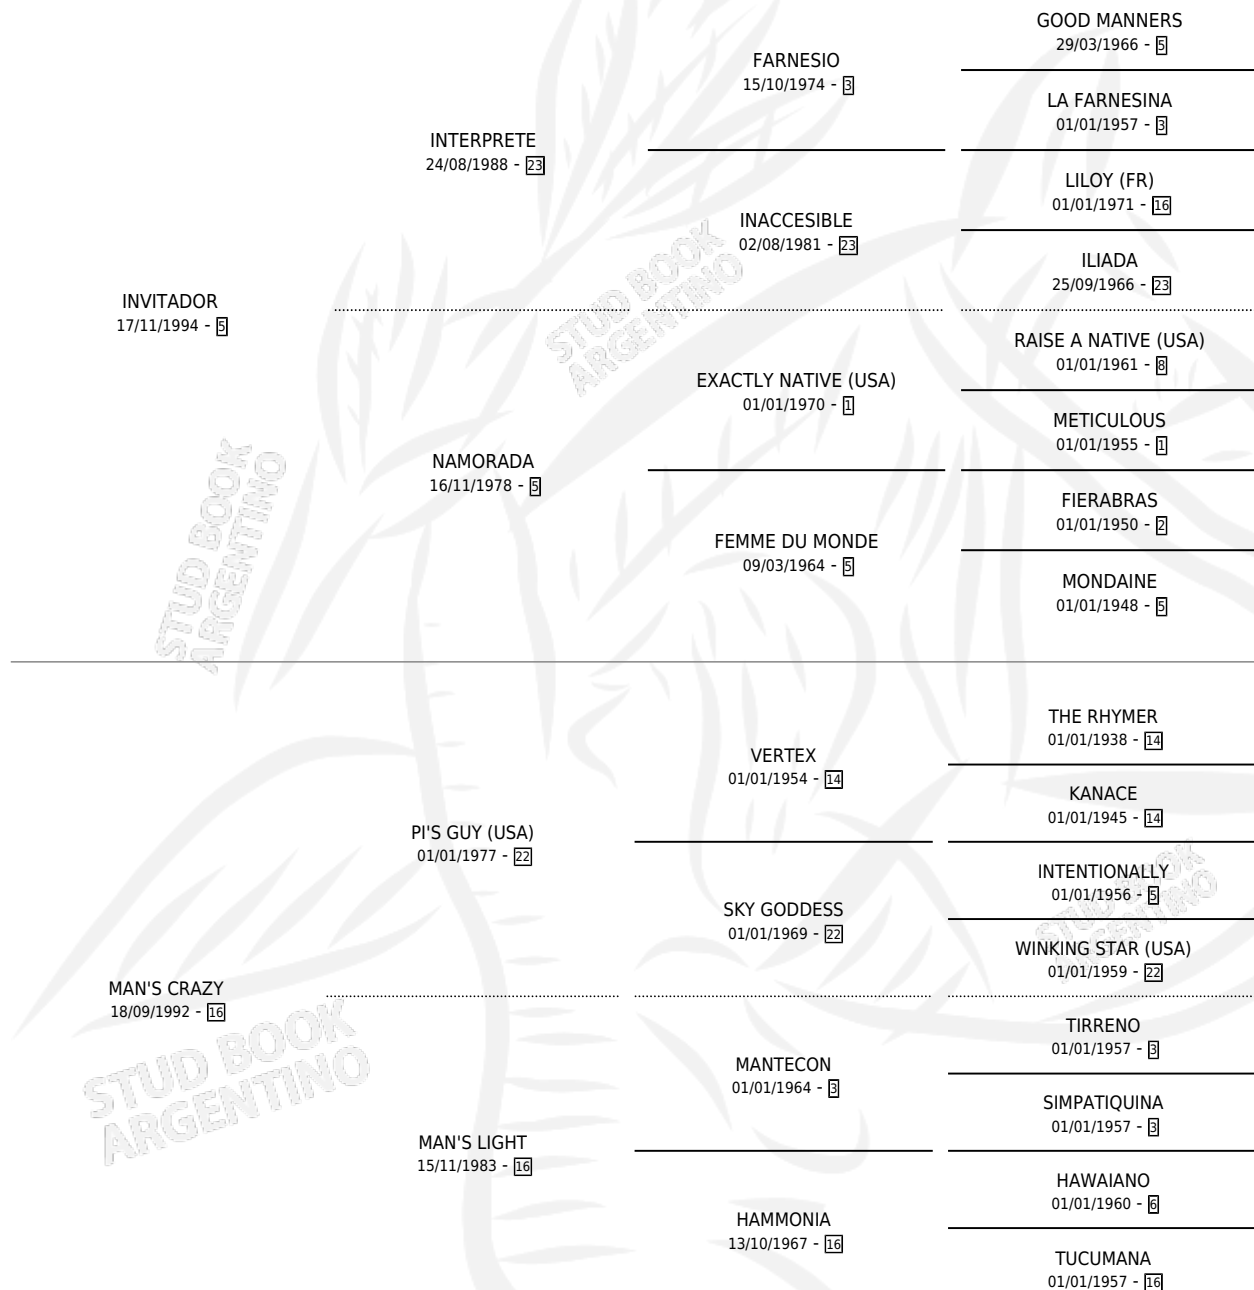 GOOD MANNERS
29/03/1966 - 5
FARNESIO
15/10/1974 - 3
LA FARNESINA
01/01/1957 - 3
INTERPRETE
24/08/1988 - 23
LILOY (FR)
01/01/1971 - 16
INACCESIBLE
02/08/1981 - 23
ILIADA
25/09/1966 - 23
INVITADOR
17/11/1994 - 5
RAISE A NATIVE (USA)
01/01/1961 - 8
EXACTLY NATIVE (USA)
01/01/1970 - 1
METICULOUS
01/01/1955 - 1
NAMORADA
16/11/1978 - 5
FIERABRAS
01/01/1950 - 2
FEMME DU MONDE
09/03/1964 - 5
MONDAINE
01/01/1948 - 5
THE RHYMER
01/01/1938 - 14
VERTEX
01/01/1954 - 14
KANACE
01/01/1945 - 14
PI'S GUY (USA)
01/01/1977 - 22
INTENTIONALLY
01/01/1956 - 5
SKY GODDESS
01/01/1969 - 22
WINKING STAR (USA)
01/01/1959 - 22
MAN'S CRAZY
18/09/1992 - 16
TIRRENO
01/01/1957 - 3
MANTECON
01/01/1964 - 3
SIMPATIQUINA
01/01/1957 - 3
MAN'S LIGHT
15/11/1983 - 16
HAWAIANO
01/01/1960 - 6
HAMMONIA
13/10/1967 - 16
TUCUMANA
01/01/1957 - 16
STUD BOOK
ARGENTINO
STUD BOOK
ARGENTINO
STUD BOOK
ARGENTINO
STUD BOOK
ARGENTINO